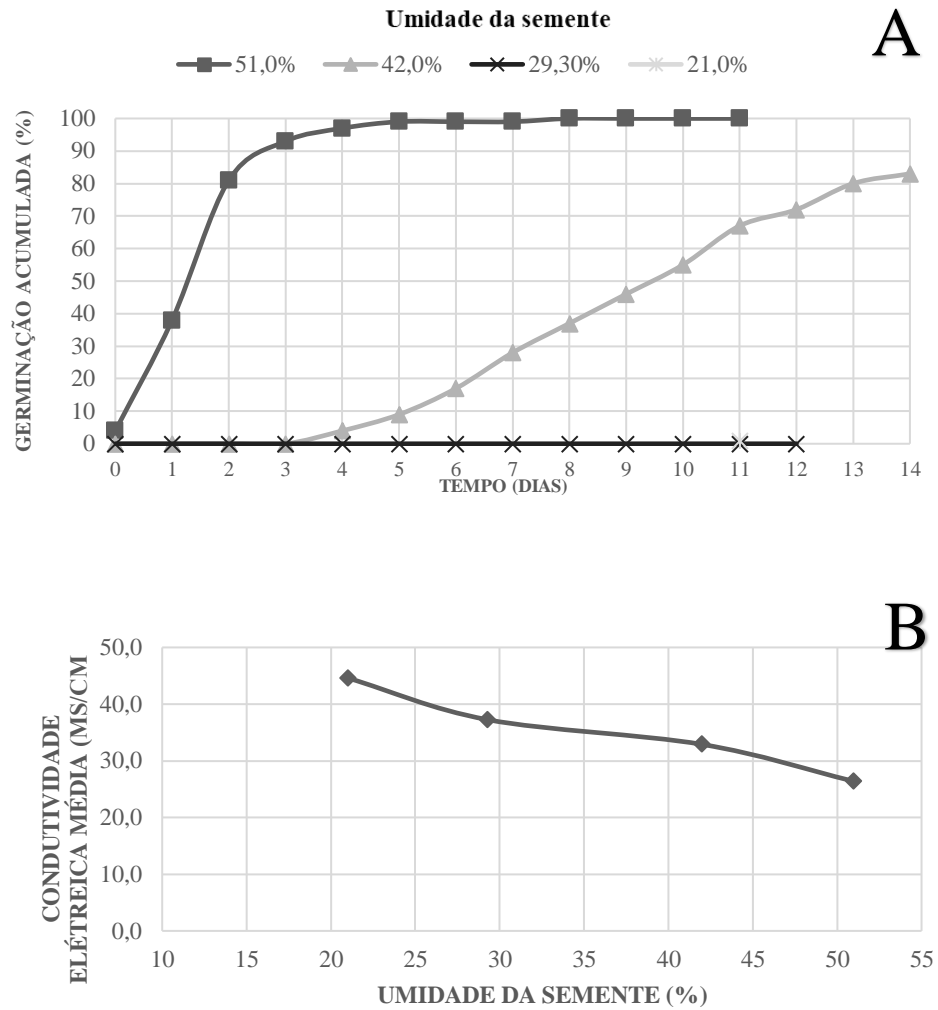 Umidade da semente
A
51,0% 42,0% 29,30% 21,0%
GERMINAÇÃO ACUMULADA (%)
100
90
80
70
60
50
40
30
20
10
0
0 1 2 3 4 5 6 7 8 9 10 11 12 13 14
TEMPO (DIAS)
B
CONDUTIVIDADE
ELÉTREICA MÉDIA (MS/CM
50,0
40,0
30,0
20,0
10,0
0,0
10 15 20 25 30 35 40 45 50 55
UMIDADE DA SEMENTE (%)